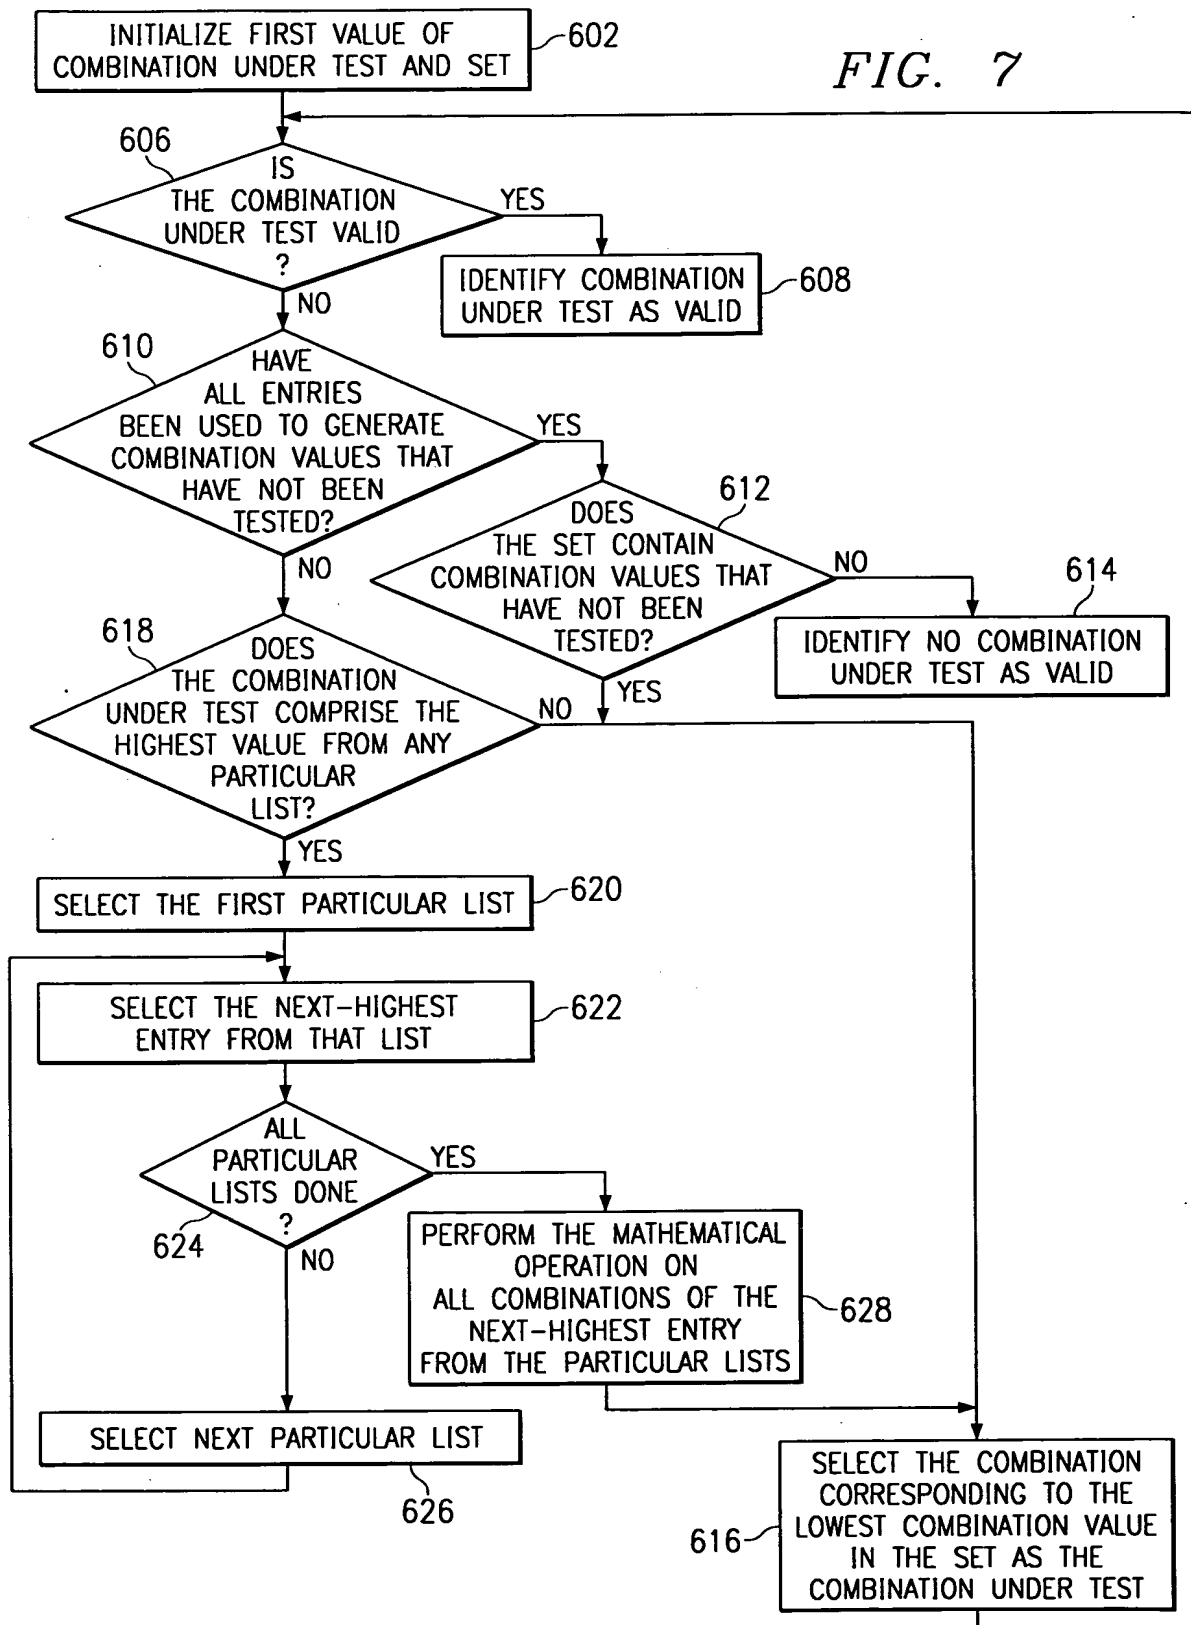 INITIALIZE FIRST VALUE OF
COMBINATION UNDER TEST AND SET
602
FIG. 7
606
IS
THE COMBINATION
UNDER TEST VALID
?
YES
NO
IDENTIFY COMBINATION
UNDER TEST AS VALID
608
610
HAVE
ALL ENTRIES
BEEN USED TO GENERATE
COMBINATION VALUES THAT
HAVE NOT BEEN
TESTED?
YES
NO
612
DOES
THE SET CONTAIN
COMBINATION VALUES THAT
HAVE NOT BEEN
TESTED?
NO
YES
614
IDENTIFY NO COMBINATION
UNDER TEST AS VALID
618
DOES
THE COMBINATION
UNDER TEST COMPRISE THE
HIGHEST VALUE FROM ANY
PARTICULAR
LIST?
NO
YES
SELECT THE FIRST PARTICULAR LIST
620
SELECT THE NEXT-HIGHEST
ENTRY FROM THAT LIST
622
ALL
PARTICULAR
LISTS DONE
?
624
YES
NO
PERFORM THE MATHEMATICAL
OPERATION ON
ALL COMBINATIONS OF THE
NEXT-HIGHEST ENTRY
FROM THE PARTICULAR LISTS
628
SELECT NEXT PARTICULAR LIST
626
SELECT THE COMBINATION
CORRESPONDING TO THE
LOWEST COMBINATION VALUE
IN THE SET AS THE
COMBINATION UNDER TEST
616